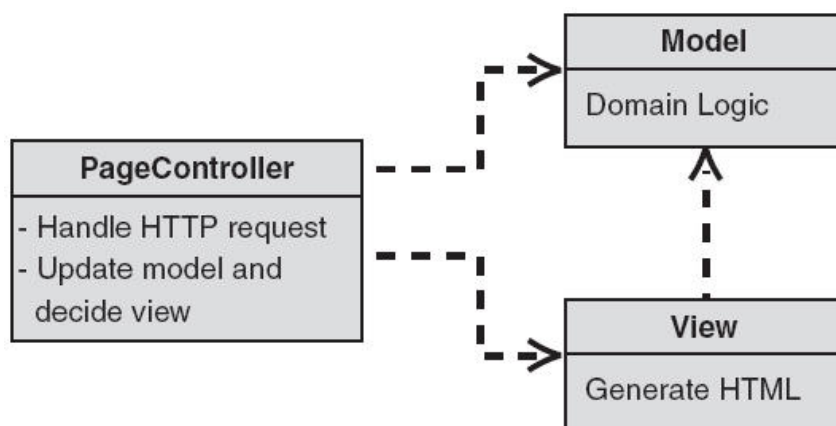 PageController
- Handle HTTP request
- Update model and
decide view
Model
Domain Logic
View
Generate HTML